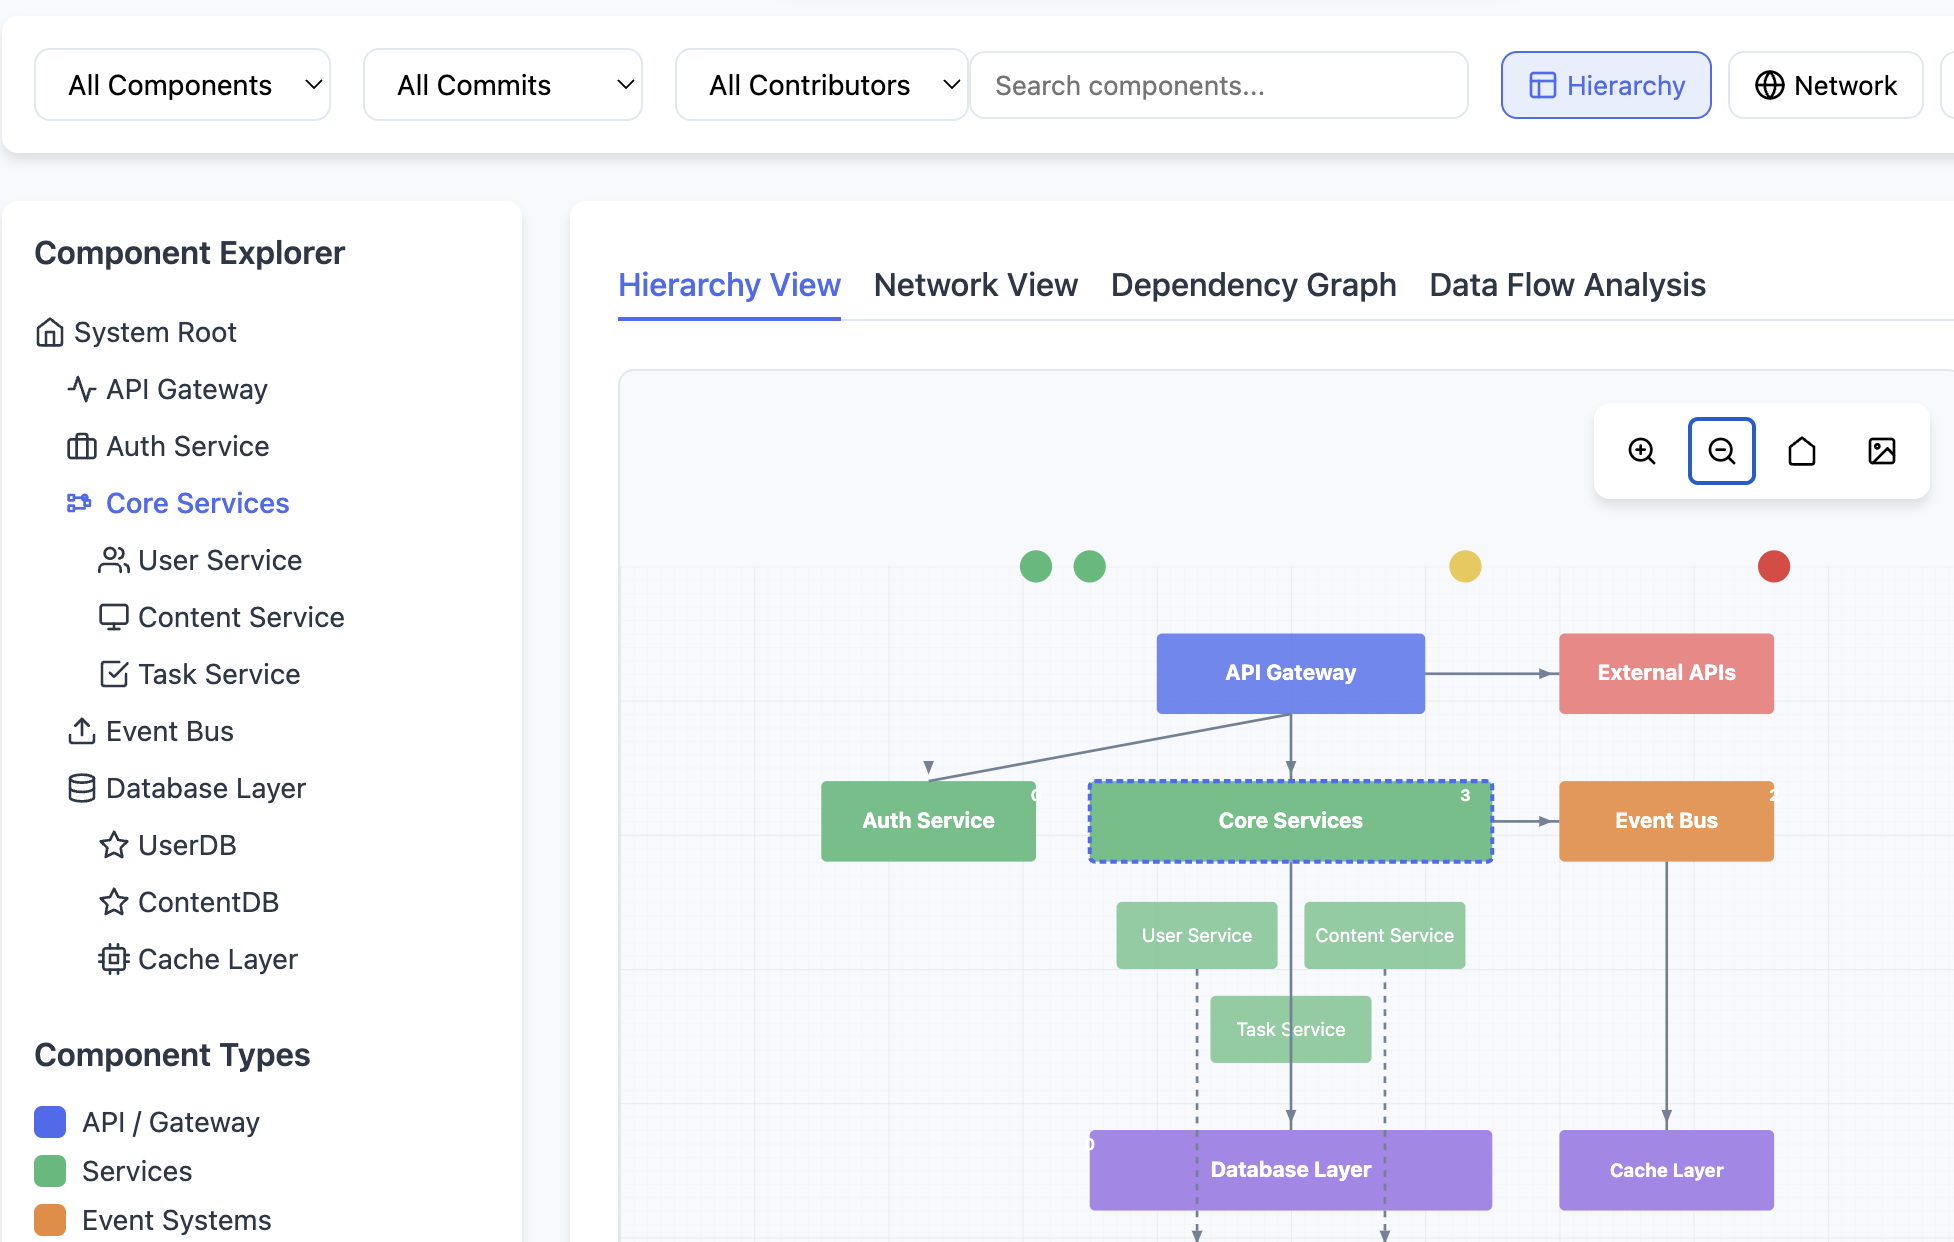 All Components
All Commits
All Contributors
Search components...
Hierarchy
Network
Component Explorer
System Root
API Gateway
Auth Service
Core Services
User Service
Content Service
Task Service
Event Bus
Database Layer
UserDB
ContentDB
Cache Layer
Component Types
API / Gateway
Services
Event Systems
Hierarchy View
Network View
Dependency Graph
Data Flow Analysis
API Gateway
External APIs
Auth Service
Core Services
3
Event Bus
User Service
Content Service
Task Service
Database Layer
Cache Layer